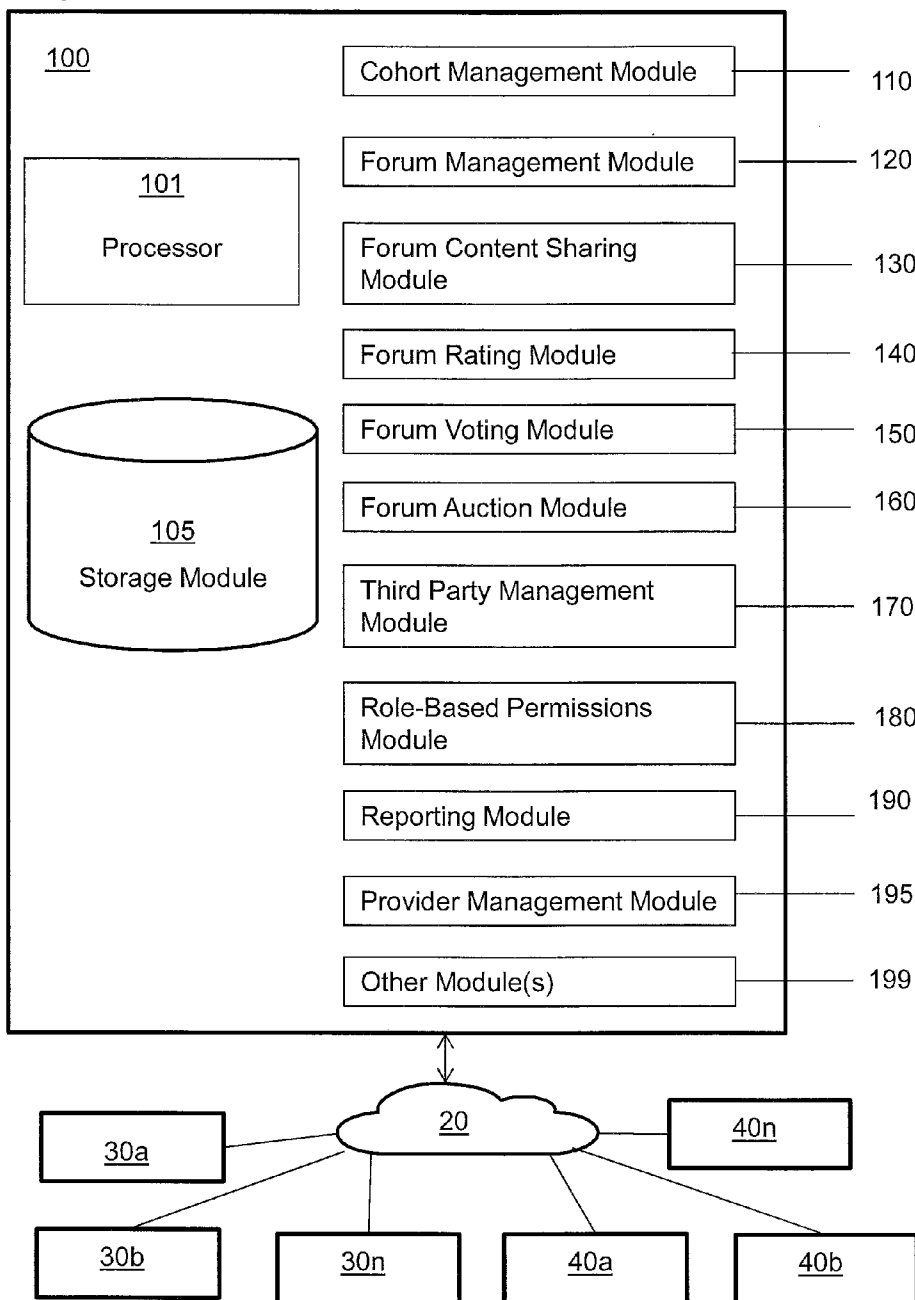 100
Cohort Management Module
110
101
Processor
Forum Management Module
120
Forum Content Sharing
Module
130
Forum Rating Module
140
105
Storage Module
Forum Voting Module
150
Forum Auction Module
160
Third Party Management
Module
170
Role-Based Permissions
Module
180
Reporting Module
190
Provider Management Module
195
Other Module(s)
199
20
30a
40n
30b
30n
40a
40b